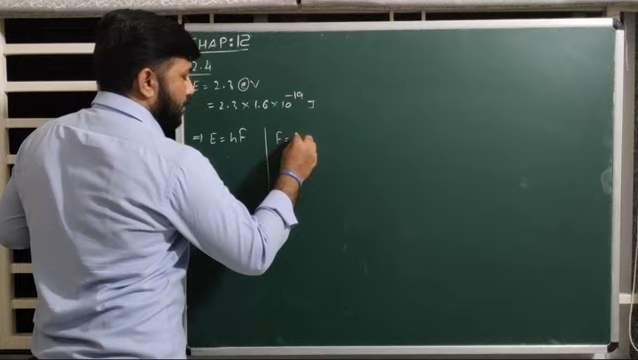 CHAP:12
2.4
E = 2.3 eV
= 2.3 × 1.6 × 10⁻¹⁹ J
⇒ E = hf
f =